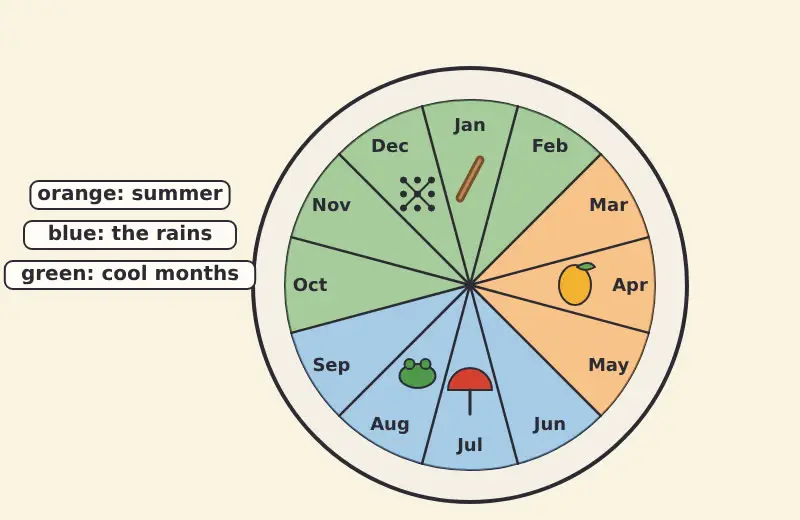 orange: summer
blue: the rains
green: cool months
Jan
Feb
Mar
Apr
May
Jun
Jul
Aug
Sep
Oct
Nov
Dec